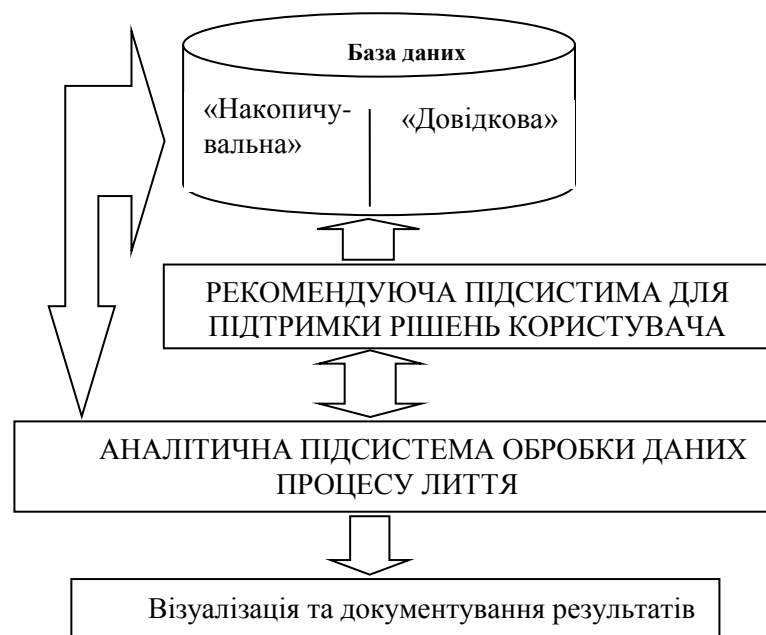 База даних
«Накопичу-
вальна»
«Довідкова»
РЕКОМЕНДУЮЧА ПІДСИСТИМА ДЛЯ
ПІДТРИМКИ РІШЕНЬ КОРИСТУВАЧА
АНАЛІТИЧНА ПІДСИСТЕМА ОБРОБКИ ДАНИХ
ПРОЦЕСУ ЛИТТЯ
Візуалізація та документування результатів